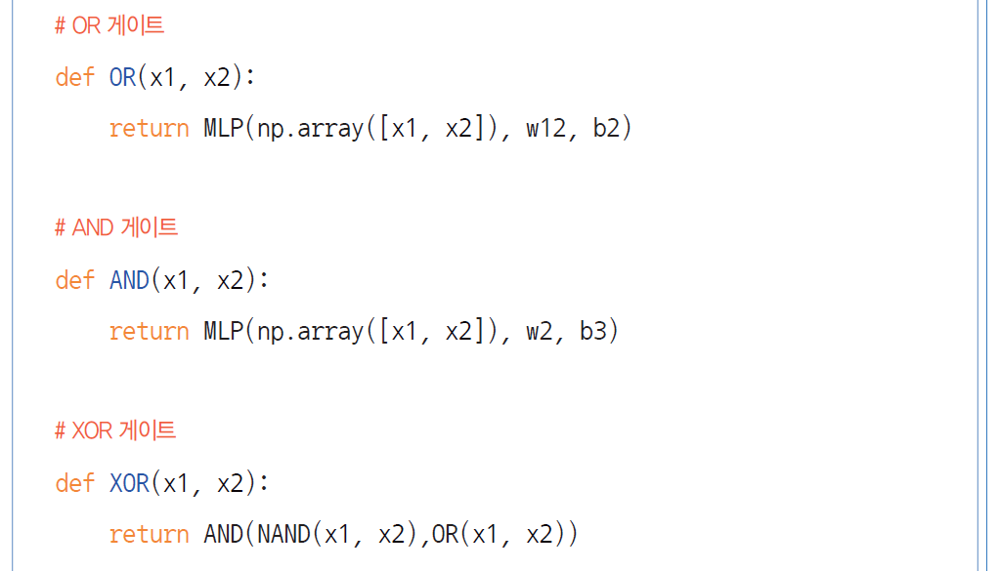 # OR 게이트
def OR(x1, x2):
    return MLP(np.array([x1, x2]), w12, b2)
# AND 게이트
def AND(x1, x2):
    return MLP(np.array([x1, x2]), w2, b3)
# XOR 게이트
def XOR(x1, x2):
    return AND(NAND(x1, x2),OR(x1, x2))